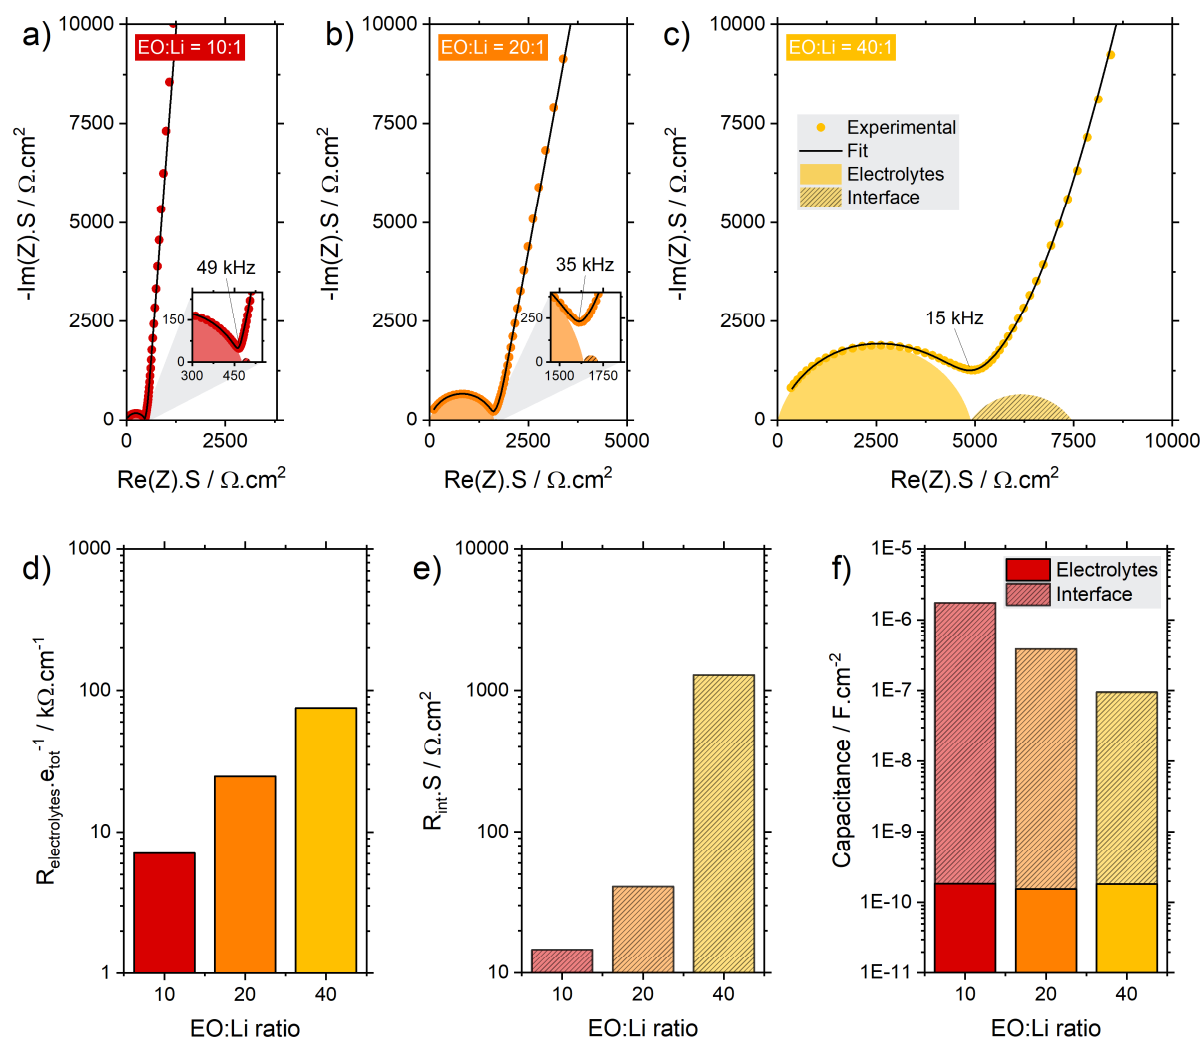 a)
EO:Li = 10:1
10000
7500
5000
2500
0
-Im(Z).S / Ω.cm²
49 kHz
150
0
300
450
0
2500
Re(Z).S / Ω.cm²
b)
EO:Li = 20:1
10000
7500
5000
2500
0
-Im(Z).S / Ω.cm²
35 kHz
250
0
1500
1750
0
2500
5000
Re(Z).S / Ω.cm²
c)
EO:Li = 40:1
10000
7500
5000
2500
0
-Im(Z).S / Ω.cm²
Experimental
Fit
Electrolytes
Interface
15 kHz
0
2500
5000
7500
10000
Re(Z).S / Ω.cm²
d)
1000
100
10
1
R_electrolytes.e_tot⁻¹ / kΩ.cm⁻¹
10
20
40
EO:Li ratio
e)
10000
1000
100
10
R_int.S / Ω.cm²
10
20
40
EO:Li ratio
f)
1E-5
1E-6
1E-7
1E-8
1E-9
1E-10
1E-11
Capacitance / F.cm⁻²
Electrolytes
Interface
10
20
40
EO:Li ratio